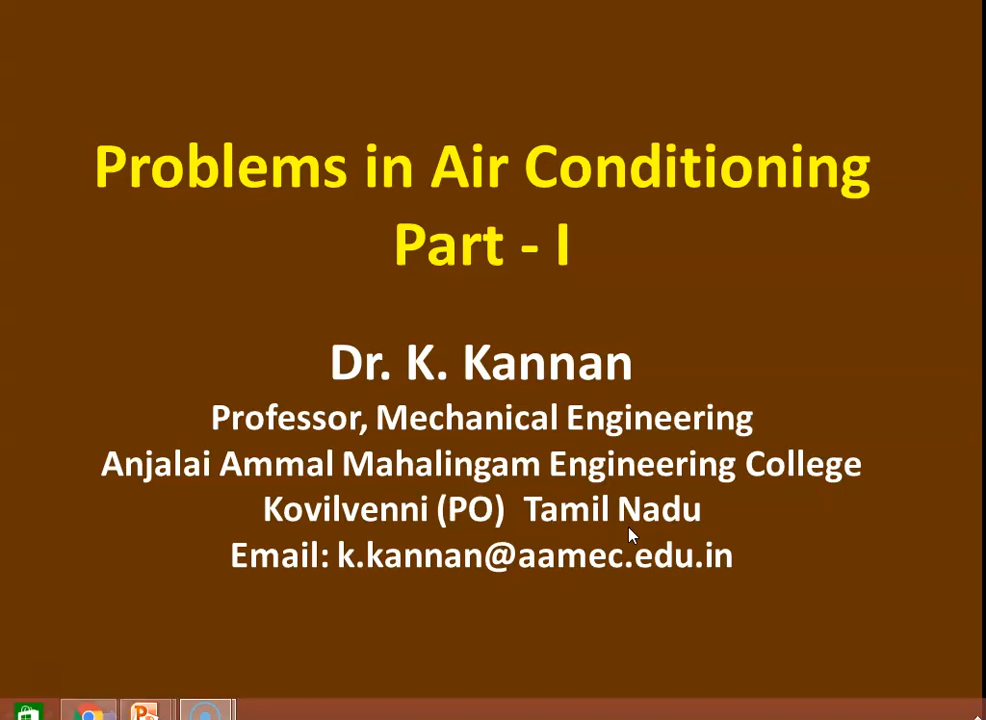 Problems in Air Conditioning
Part - I
Dr. K. Kannan
Professor, Mechanical Engineering
Anjalai Ammal Mahalingam Engineering College
Kovilvenni (PO) Tamil Nadu
Email: k.kannan@aamec.edu.in